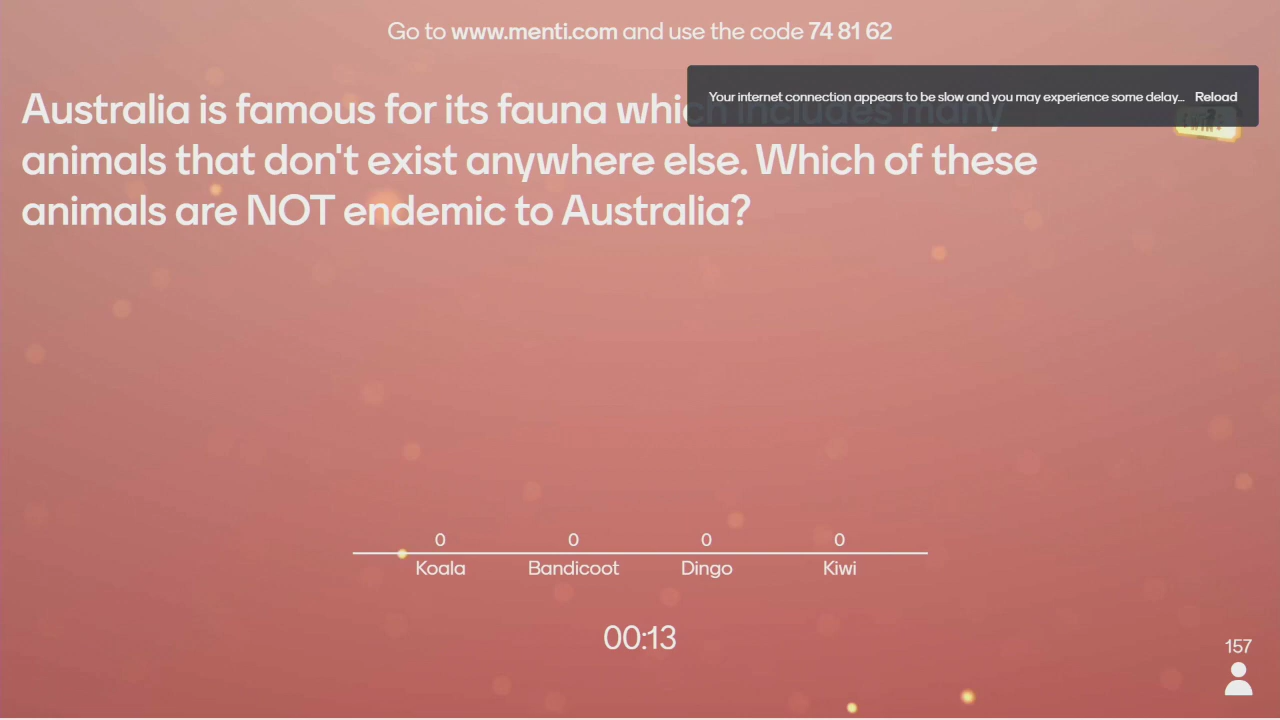 Go to www.menti.com and use the code 74 81 62
Your internet connection appears to be slow and you may experience some delay... Reload
Australia is famous for its fauna which includes many
animals that don't exist anywhere else. Which of these
animals are NOT endemic to Australia?
0 0 0 0
Koala Bandicoot Dingo Kiwi
00:13
157